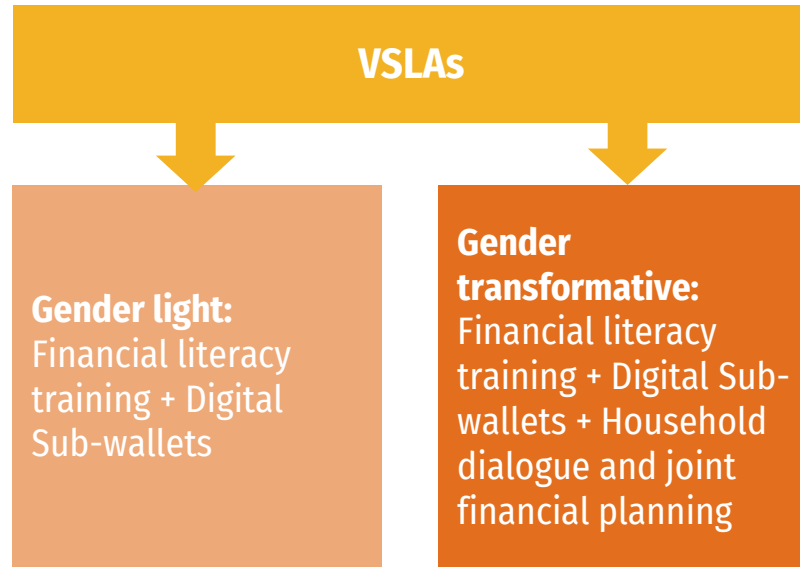 VSLAs
Gender light:
Financial literacy
training + Digital
Sub-wallets
Gender
transformative:
Financial literacy
training + Digital Sub-
wallets + Household
dialogue and joint
financial planning